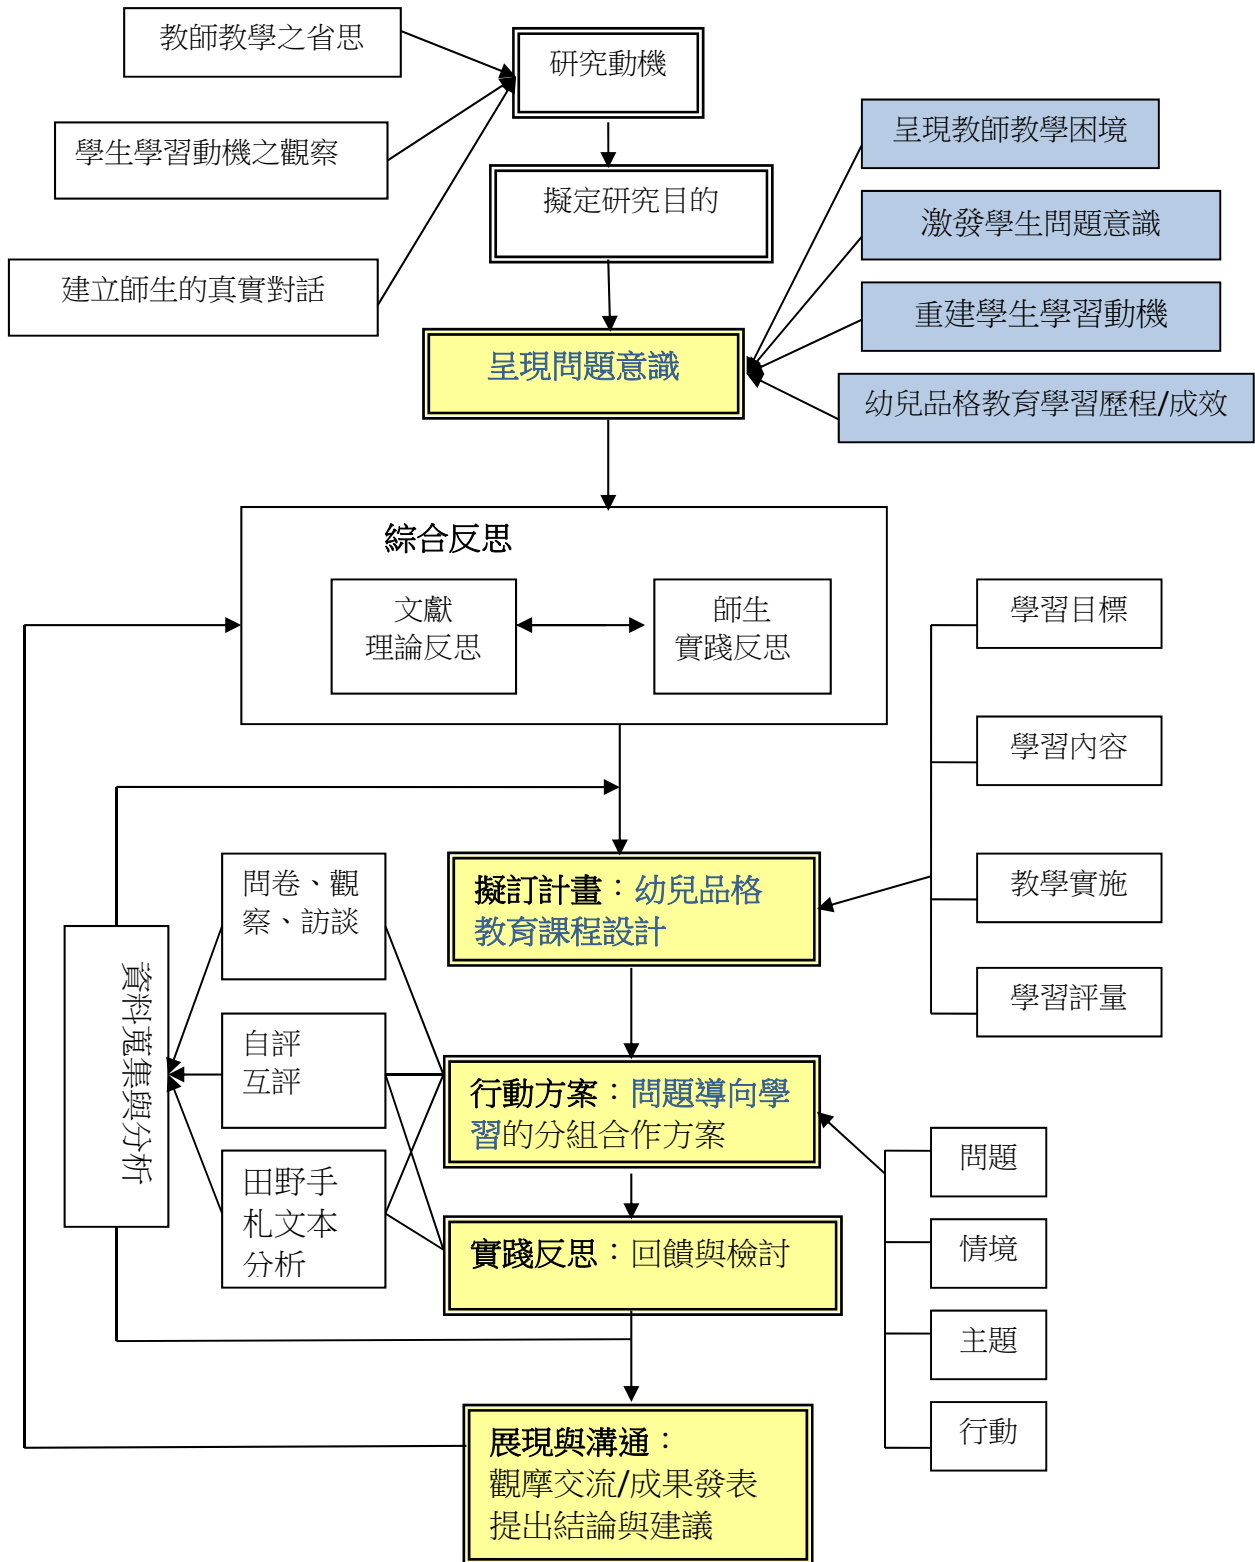 教師教學之省思
研究動機
學生學習動機之觀察
建立師生的真實對話
擬定研究目的
呈現教師教學困境
激發學生問題意識
重建學生學習動機
幼兒品格教育學習歷程/成效
呈現問題意識
綜合反思
文獻
理論反思
師生
實踐反思
學習目標
學習內容
教學實施
學習評量
擬訂計畫：幼兒品格
教育課程設計
問卷、觀
察、訪談
自評
互評
田野手
札文本
分析
資料蒐集與分析
行動方案：問題導向學
習的分組合作方案
問題
情境
主題
行動
實踐反思：回饋與檢討
展現與溝通：
觀摩交流/成果發表
提出結論與建議